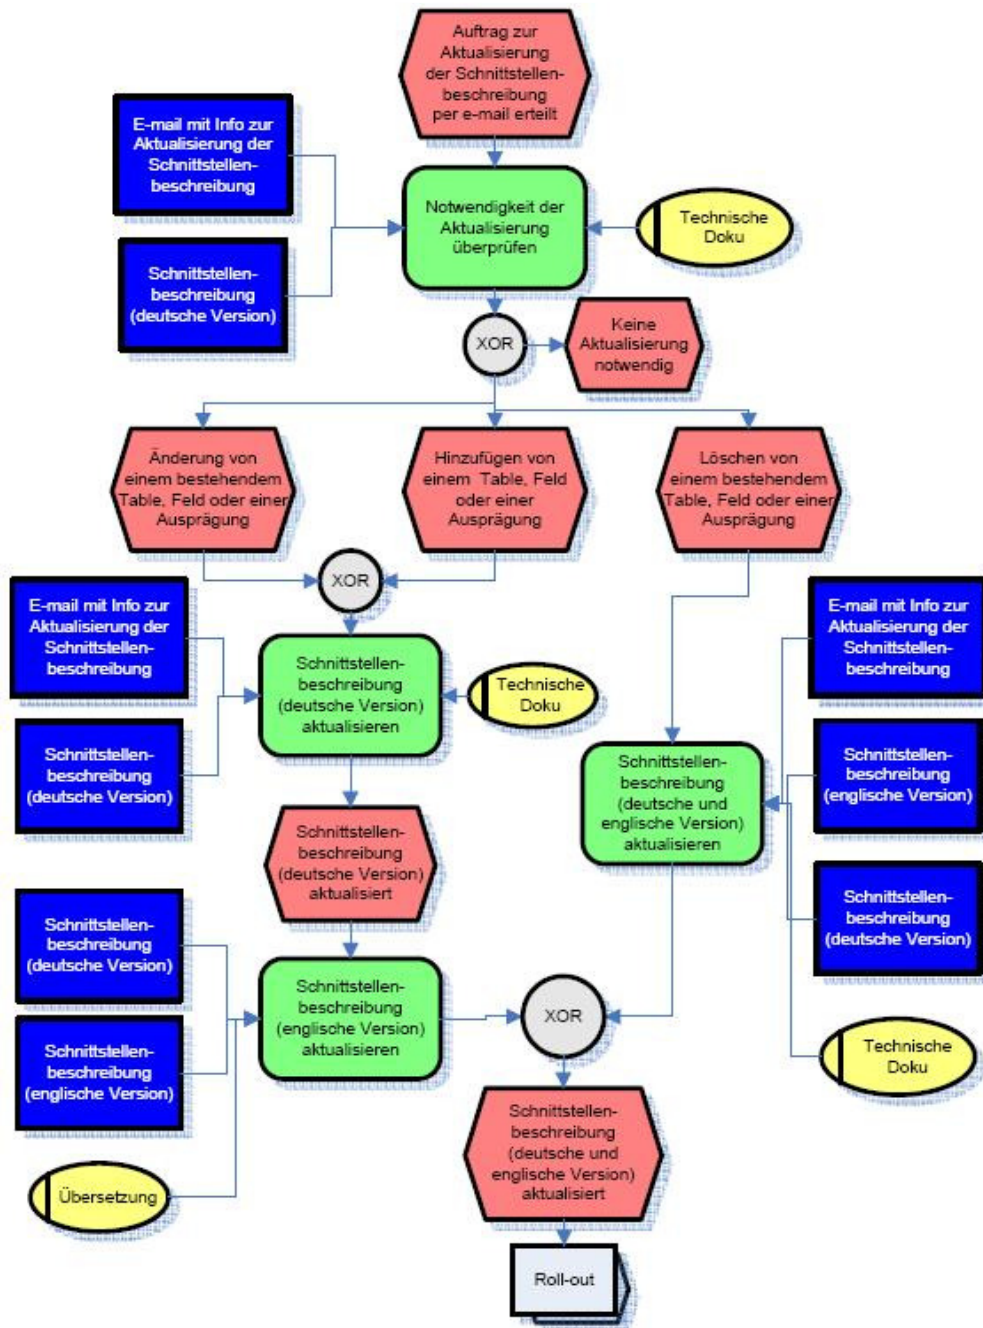 Auftrag zur
Aktualisierung
der Schnittstellen-
beschreibung
per e-mail erteilt
E-mail mit Info zur
Aktualisierung der
Schnittstellen-
beschreibung
Notwendigkeit der
Aktualisierung
überprüfen
Technische
Doku
Schnittstellen-
beschreibung
(deutsche Version)
XOR
Keine
Aktualisierung
notwendig
Änderung von
einem bestehendem
Table, Feld oder einer
Ausprägung
Hinzufügen von
einem Table, Feld
oder einer
Ausprägung
Löschen von
einem bestehendem
Table, Feld oder einer
Ausprägung
XOR
E-mail mit Info zur
Aktualisierung der
Schnittstellen-
beschreibung
Schnittstellen-
beschreibung
(deutsche Version)
aktualisieren
Technische
Doku
E-mail mit Info zur
Aktualisierung der
Schnittstellen-
beschreibung
Schnittstellen-
beschreibung
(deutsche Version)
Schnittstellen-
beschreibung
(deutsche und
englische Version)
aktualisieren
Schnittstellen-
beschreibung
(englische Version)
Schnittstellen-
beschreibung
(deutsche Version)
aktualisiert
Schnittstellen-
beschreibung
(deutsche Version)
Schnittstellen-
beschreibung
(deutsche Version)
Schnittstellen-
beschreibung
(englische Version)
aktualisieren
XOR
Schnittstellen-
beschreibung
(englische Version)
Technische
Doku
Schnittstellen-
beschreibung
(deutsche und
englische Version)
aktualisiert
Übersetzung
Roll-out